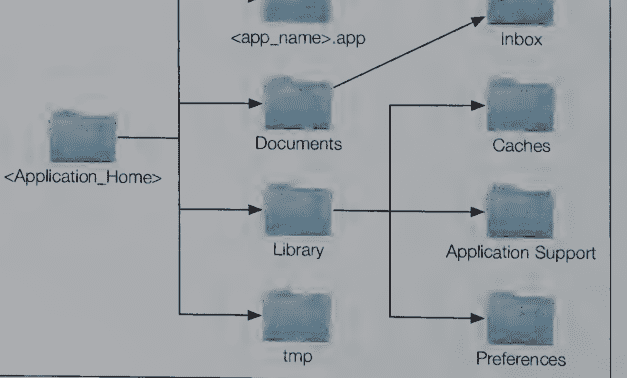 <app_name>.app
Inbox
Documents
Caches
<Application_Home>
Library
Application Support
tmp
Preferences